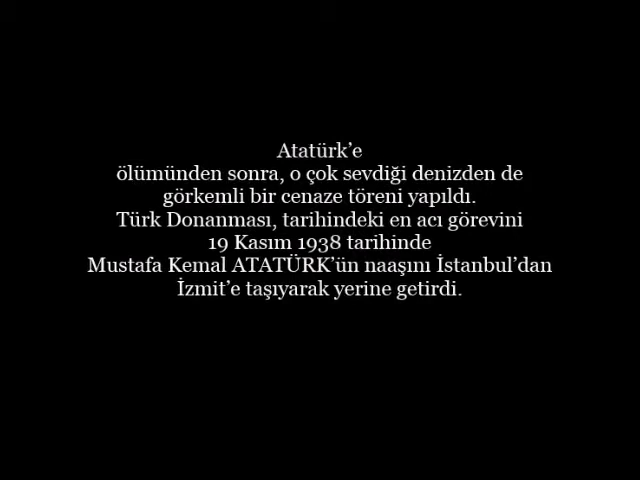 Atatürk’e
ölümünden sonra, o çok sevdiği denizden de
görkemli bir cenaze töreni yapıldı.
Türk Donanması, tarihindeki en acı görevini
19 Kasım 1938 tarihinde
Mustafa Kemal ATATÜRK’ün naaşını İstanbul’dan
İzmit’e taşıyarak yerine getirdi.